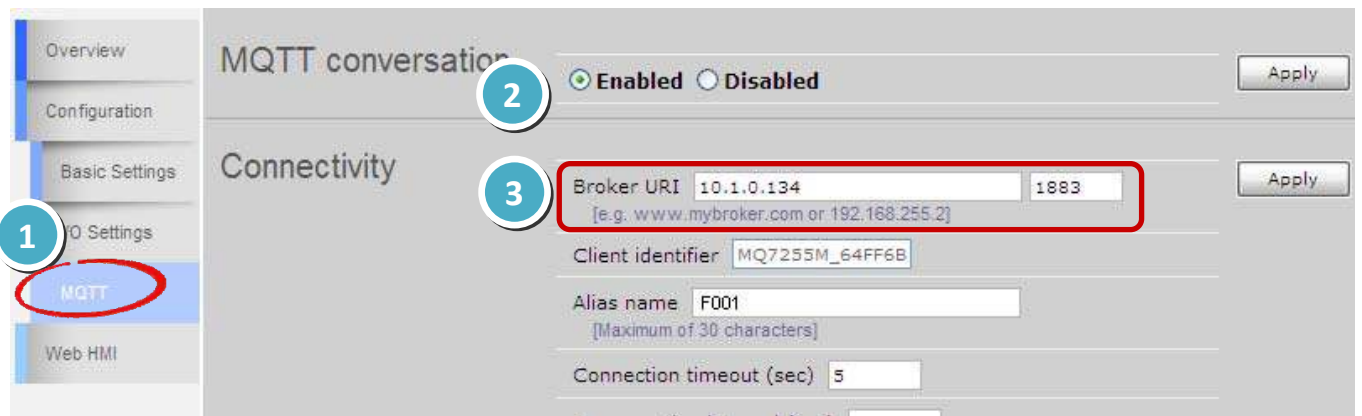 Overview
Configuration
Basic Settings
1
/O Settings
MQTT
Web HMI
MQTT conversation
2
Enabled Disabled
Apply
Connectivity
3
Broker URI 10.1.0.134 1883
[e.g. www.mybroker.com or 192.168.255.2]
Apply
Client identifier MQ7255M_64FF6B
Alias name F001
[Maximum of 30 characters]
Connection timeout (sec) 5